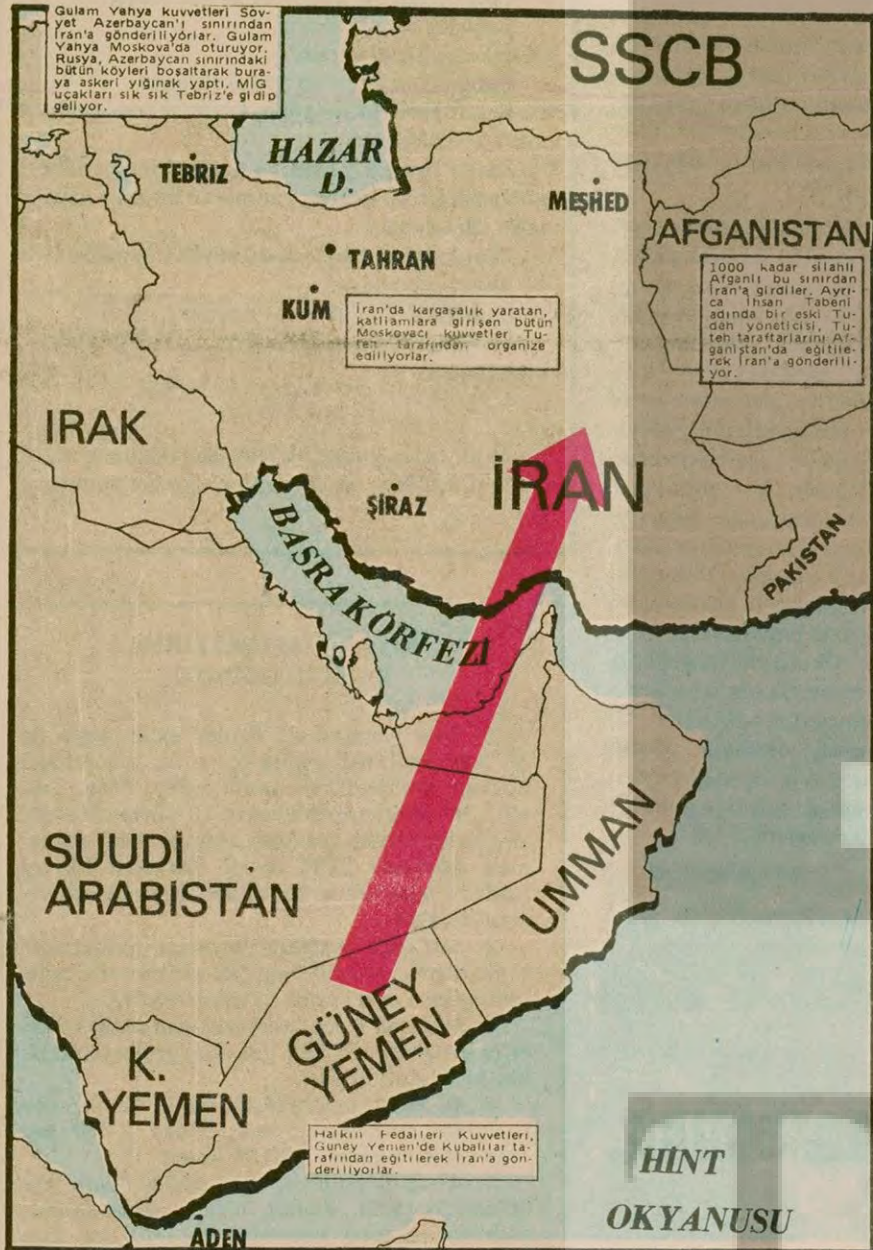 Gulam Yahya kuvvetleri Sov-
yet Azerbaycan'ı sınırından
İran'a gönderiliyorlar. Gulam
Yahya Moskova'da oturuyor.
Rusya, Azerbaycan sınırındaki
bütün köyleri boşaltarak bura-
ya askeri yığınak yaptı. MİG
uçakları sık sık Tebriz'e gidip
geliyor.
SSCB
HAZAR
D.
TEBRİZ
MEŞHED
AFGANISTAN
TAHRAN
KUM
1000 kadar silahlı
Afganlı bu sınırdan
İran'a girdiler. Ayrı-
ca İhsan Taberi
adında bir eski Tu-
deh yöneticisi, Tu-
teh taraftarlarını Af-
ganistan'da eğitile-
rek İran'a gönderili-
yor.
İran'da kargaşalık yaratan,
katliamlara girişen bütün
Moskovacı kuvvetler Tu-
teh tarafından organize
ediliyorlar.
IRAK
ŞİRAZ
İRAN
BASRA KÖRFEZİ
PAKISTAN
SUUDİ
ARABİSTAN
UMMAN
GÜNEY
YEMEN
K.
YEMEN
Halkın Fedaileri Kuvvetleri,
Güney Yemen'de Kubalılar ta-
rafından eğitilerek İran'a gön-
deriliyorlar.
HİNT
OKYANUSU
ADEN